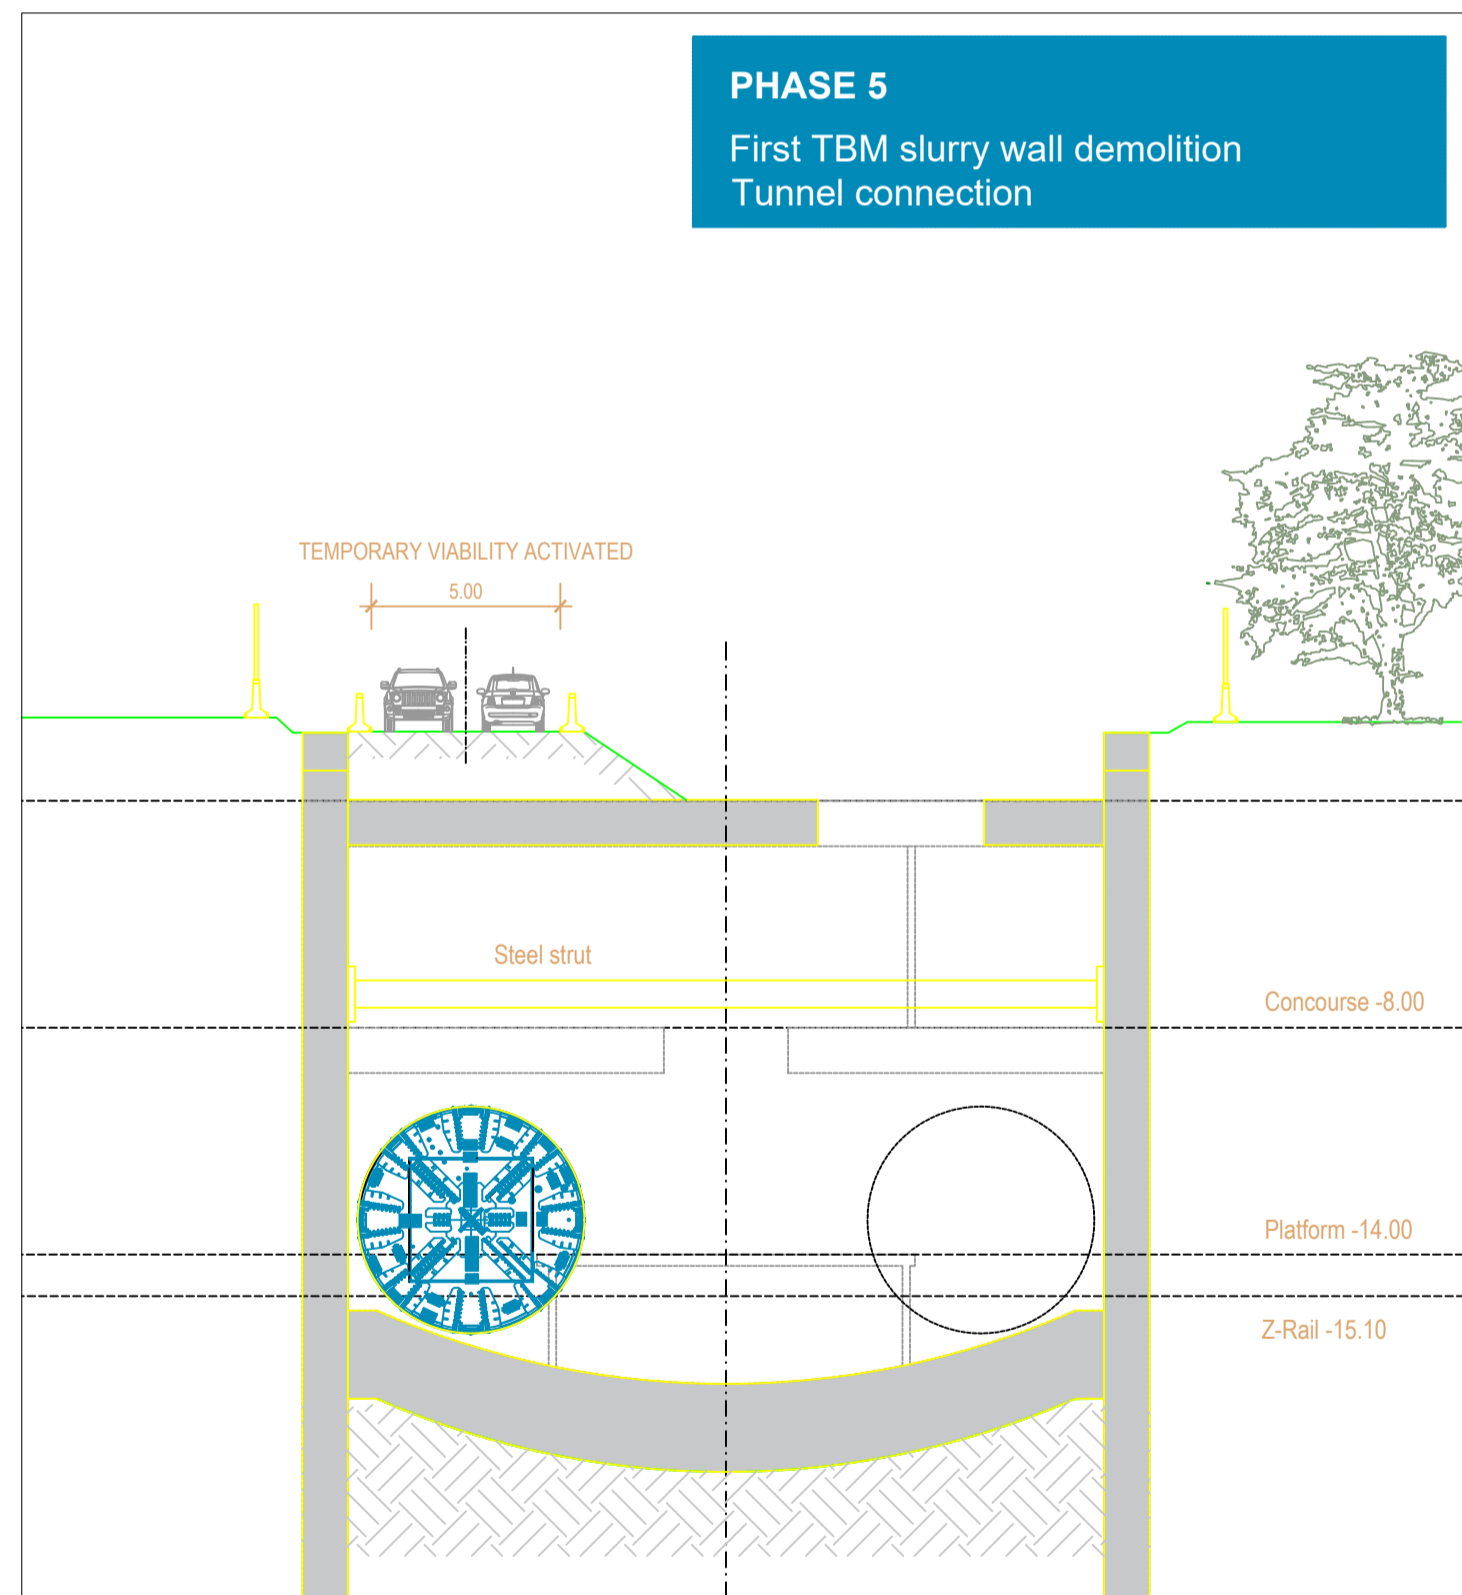 PHASE 5
First TBM slurry wall demolition
Tunnel connection
TEMPORARY VIABILITY ACTIVATED
5.00
Steel strut
Concourse -8.00
Platform -14.00
Z-Rail -15.10